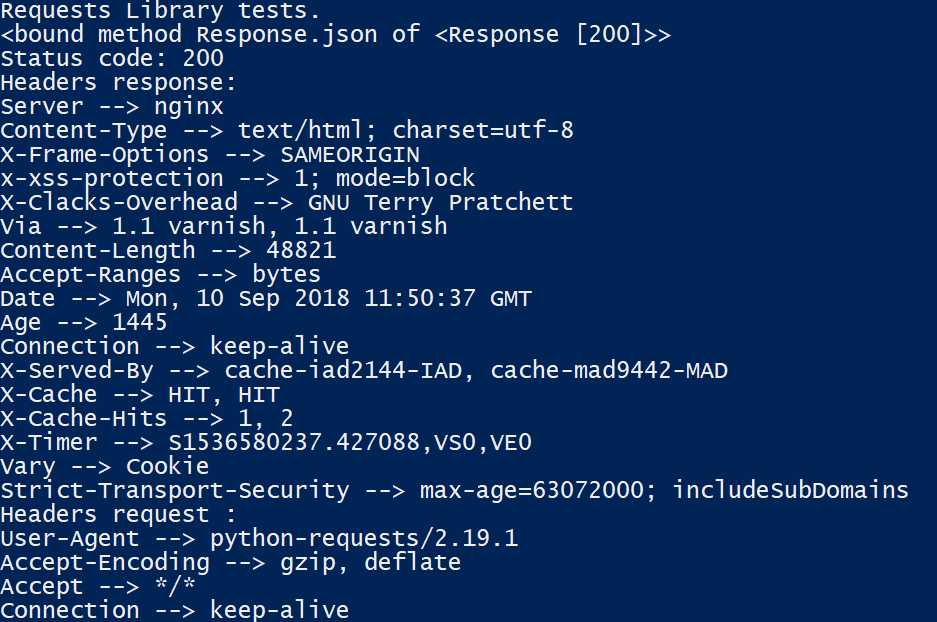 Requests Library tests.
<bound method Response.json of <Response [200]>>
Status code: 200
Headers response:
Server --> nginx
Content-Type --> text/html; charset=utf-8
X-Frame-Options --> SAMEORIGIN
x-xss-protection --> 1; mode=block
X-Clacks-Overhead --> GNU Terry Pratchett
Via --> 1.1 varnish, 1.1 varnish
Content-Length --> 48821
Accept-Ranges --> bytes
Date --> Mon, 10 Sep 2018 11:50:37 GMT
Age --> 1445
Connection --> keep-alive
X-Served-By --> cache-iad2144-IAD, cache-mad9442-MAD
X-Cache --> HIT, HIT
X-Cache-Hits --> 1, 2
X-Timer --> S1536580237.427088,VS0,VE0
Vary --> Cookie
Strict-Transport-Security --> max-age=63072000; includeSubDomains
Headers request :
User-Agent --> python-requests/2.19.1
Accept-Encoding --> gzip, deflate
Accept --> */*
Connection --> keep-alive